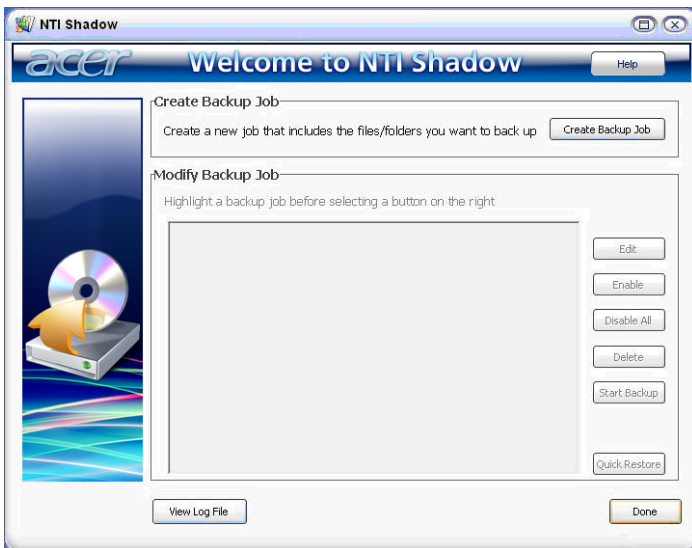 NTI Shadow
acer
Welcome to NTI Shadow
Help
Create Backup Job
Create a new job that includes the files/folders you want to back up
Create Backup Job
Modify Backup Job
Highlight a backup job before selecting a button on the right
Edit
Enable
Disable All
Delete
Start Backup
Quick Restore
View Log File
Done